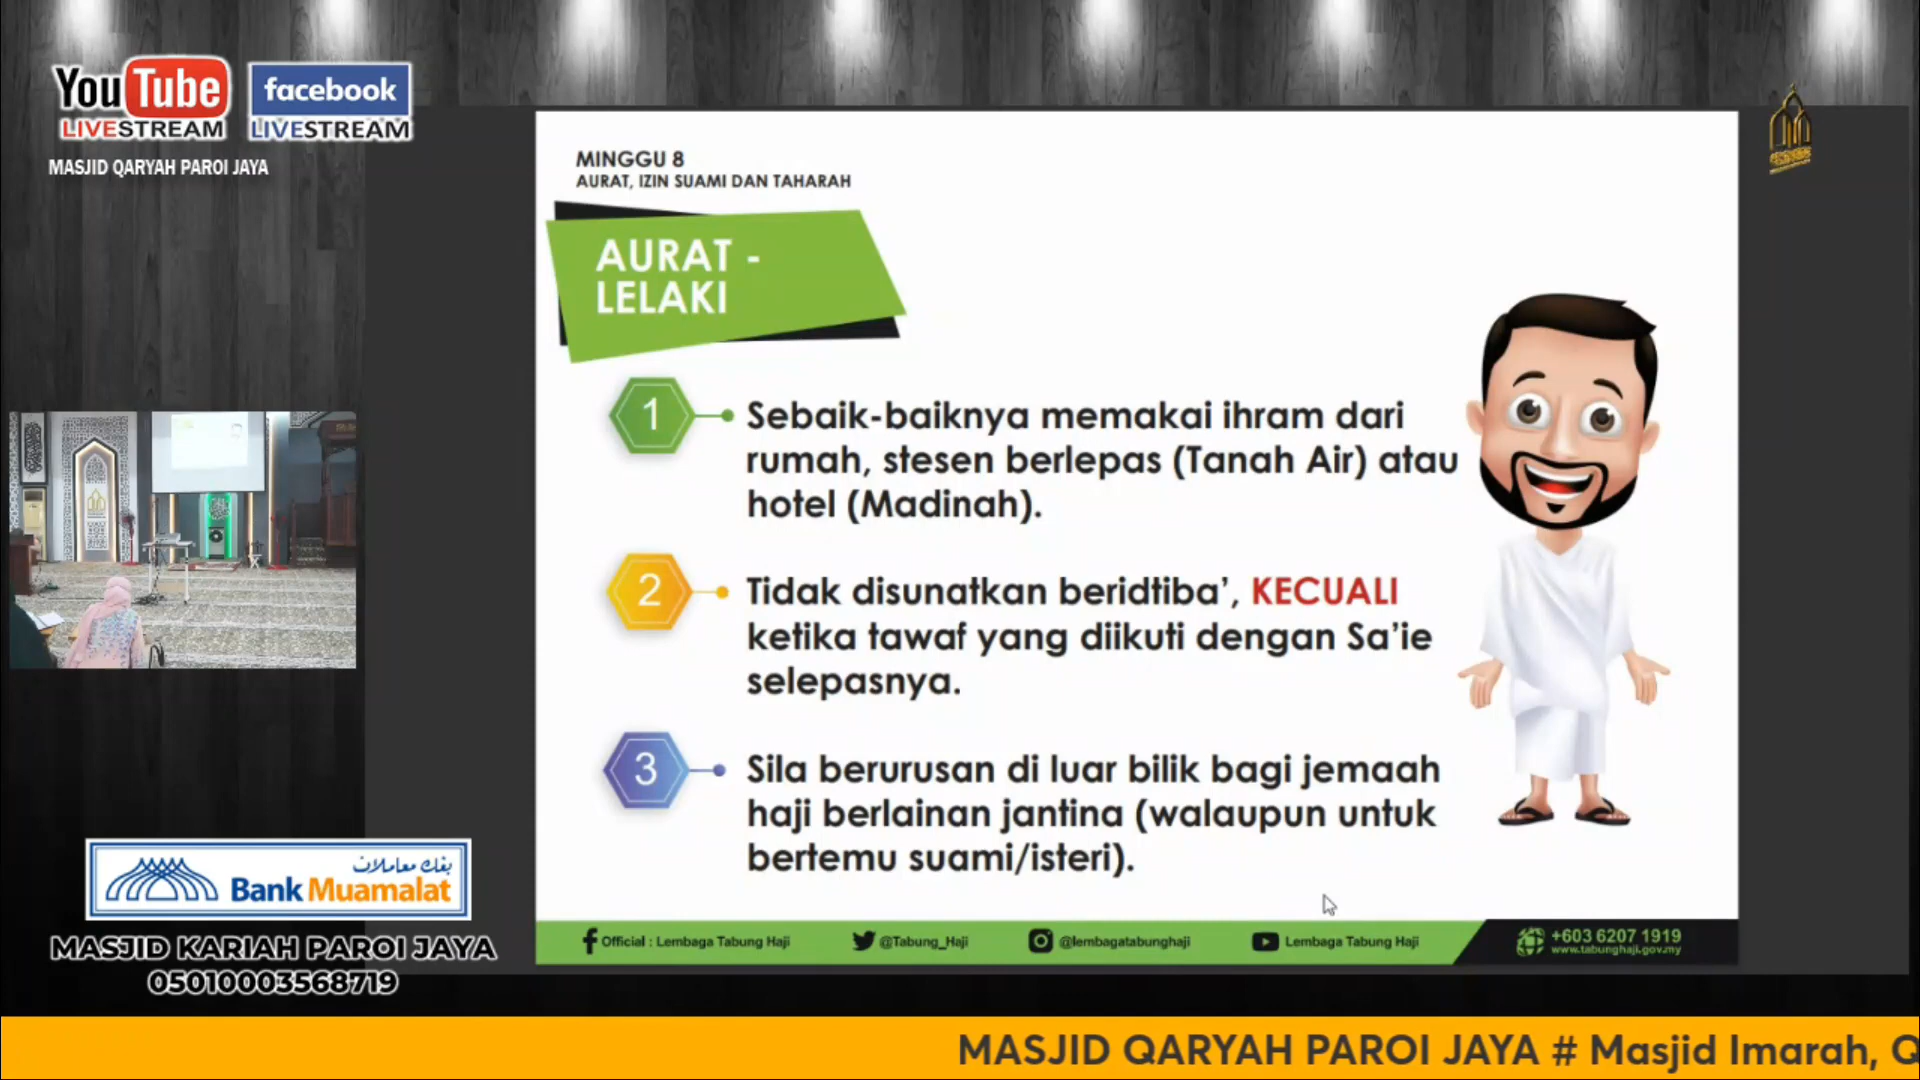 YouTube
LIVESTREAM
facebook
LIVESTREAM
MASJID QARYAH PAROI JAYA
MINGGU 8
AURAT, IZIN SUAMI DAN TAHARAH
AURAT -
LELAKI
1
Sebaik-baiknya memakai ihram dari
rumah, stesen berlepas (Tanah Air) atau
hotel (Madinah).
2
Tidak disunatkan beridtiba’, KECUALI
ketika tawaf yang diikuti dengan Sa’ie
selepasnya.
3
Sila berurusan di luar bilik bagi jemaah
haji berlainan jantina (walaupun untuk
bertemu suami/isteri).
Official : Lembaga Tabung Haji
@Tabung_Haji
@lembagatabunghaji
Lembaga Tabung Haji
+603 6207 1919
www.tabunghaji.gov.my
بنك معاملات
Bank Muamalat
MASJID KARIAH PAROI JAYA
05010003568719
MASJID QARYAH PAROI JAYA # Masjid Imarah, Q